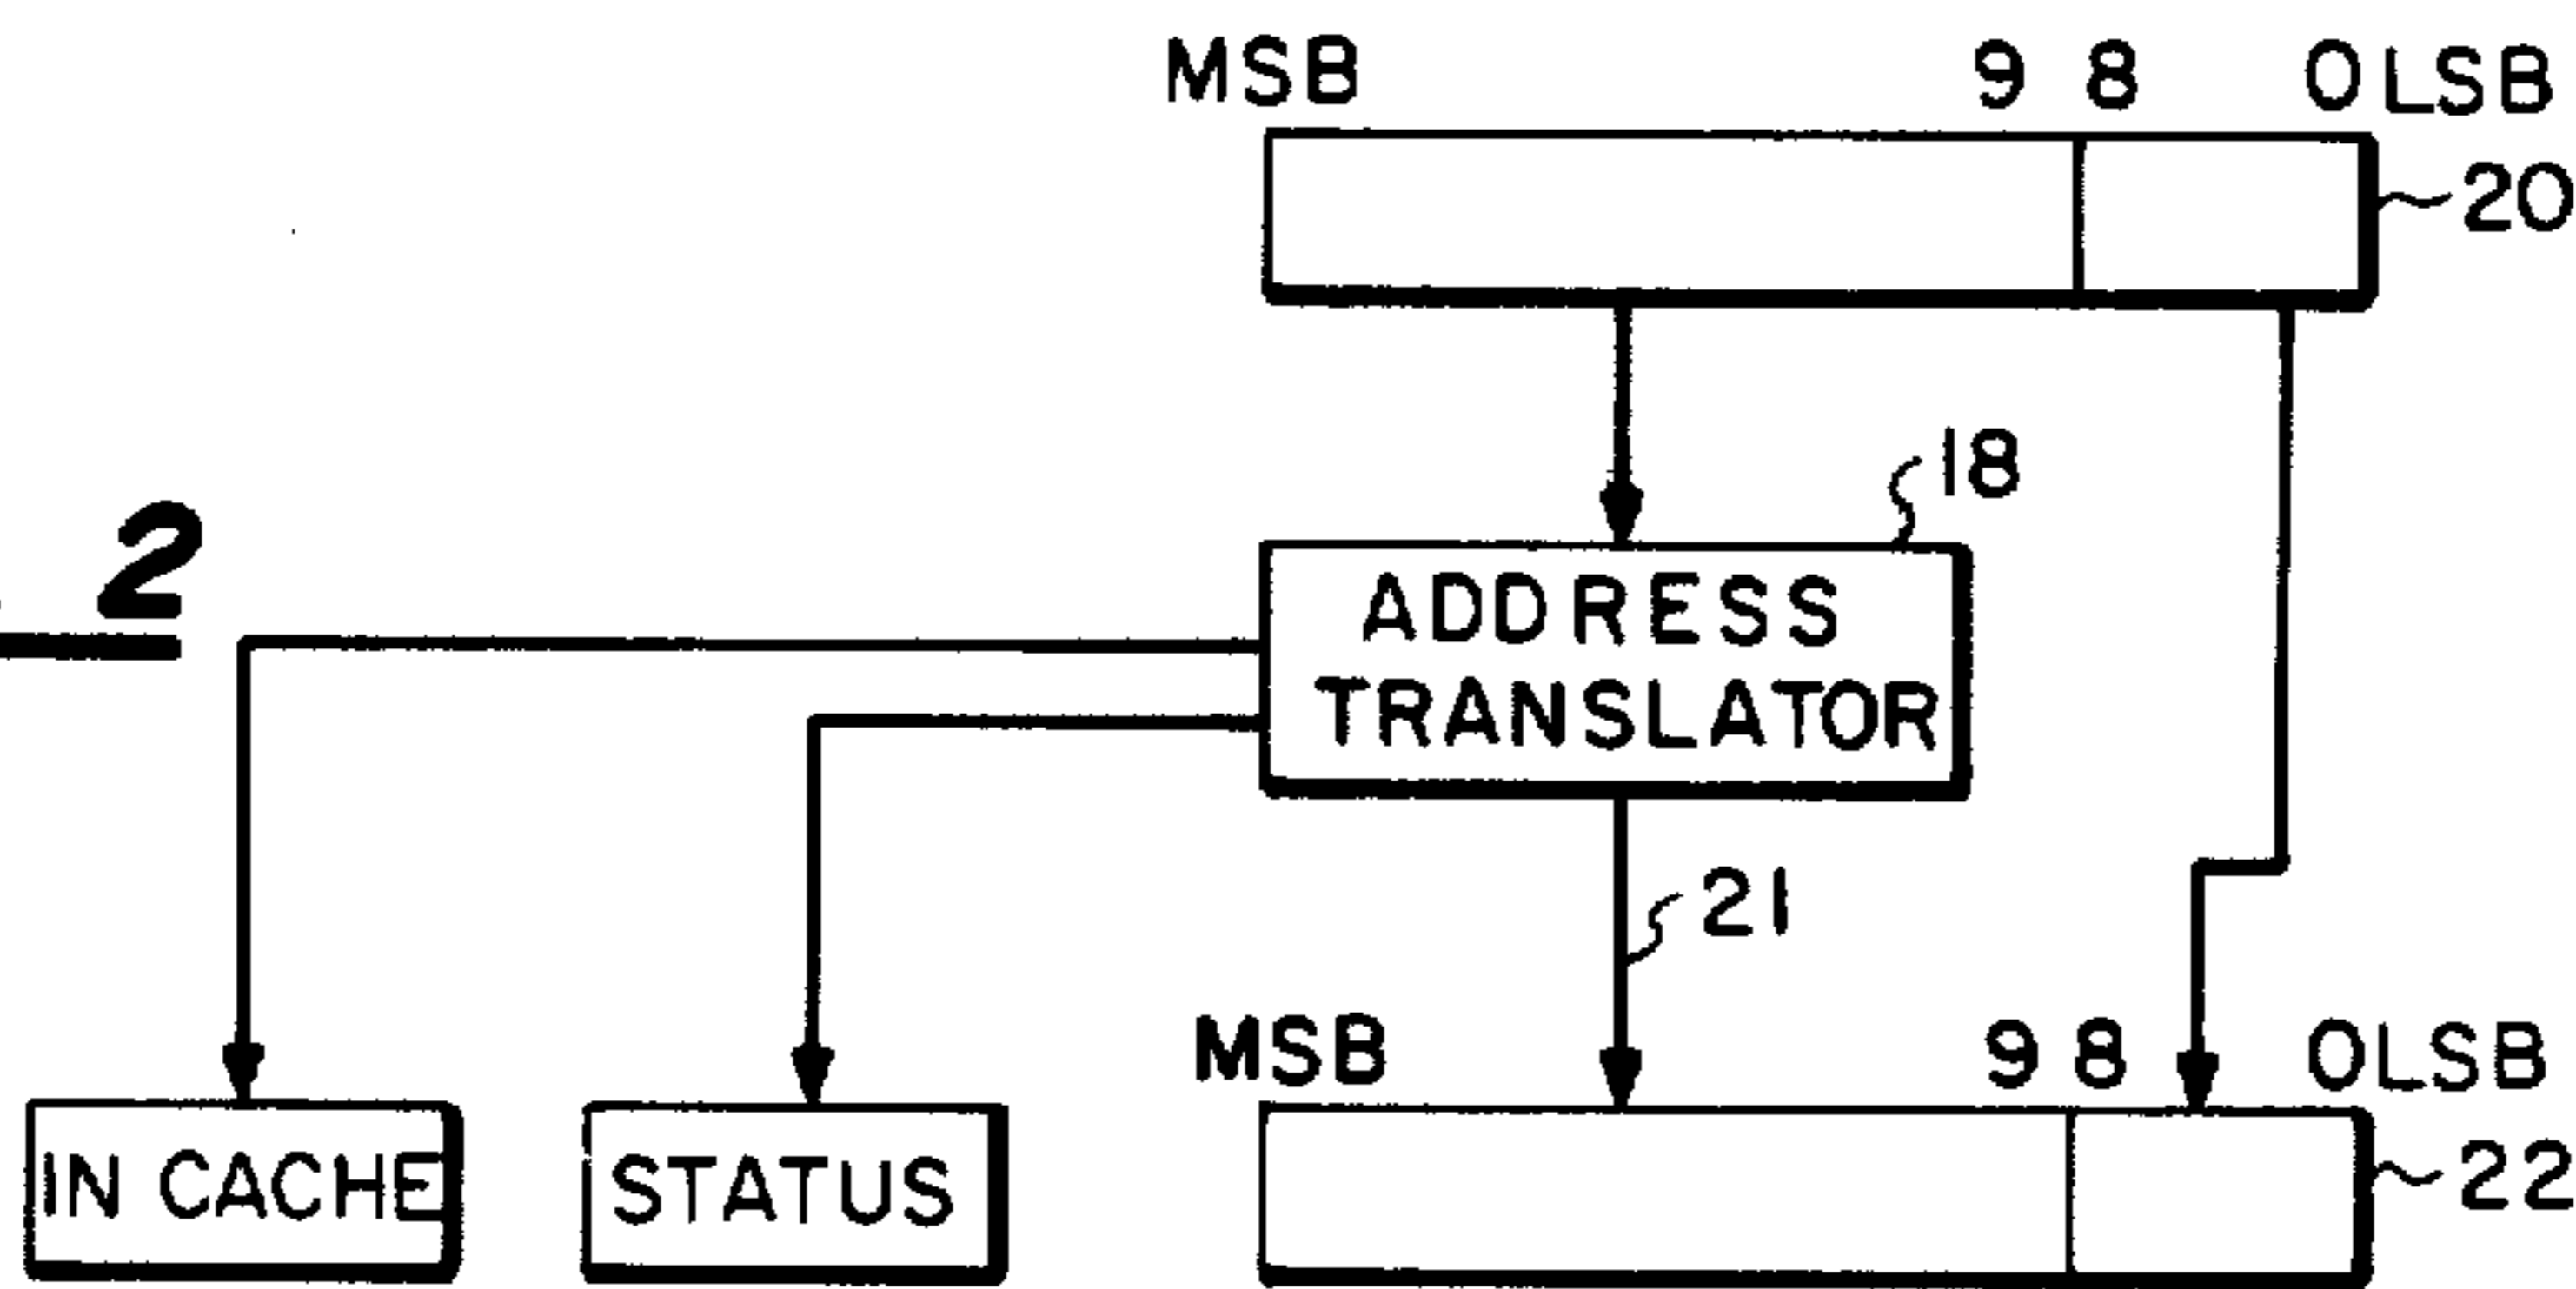 MSB 9 8 0 LSB
20
18
2
ADDRESS
TRANSLATOR
21
MSB 9 8 0 LSB
IN CACHE
STATUS
22